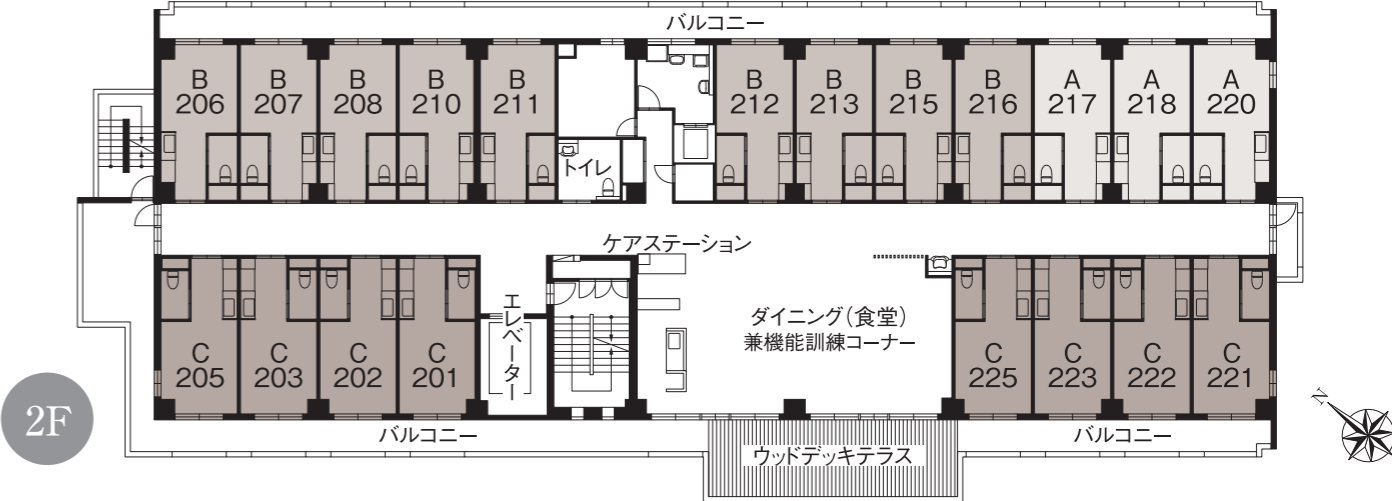 バルコニー
B
206
B
207
B
208
B
210
B
211
B
212
B
213
B
215
B
216
A
217
A
218
A
220
トイレ
ケアステーション
エレベーター
ダイニング（食堂）
兼機能訓練コーナー
C
205
C
203
C
202
C
201
C
225
C
223
C
222
C
221
2F
バルコニー
バルコニー
ウッドデッキテラス
N